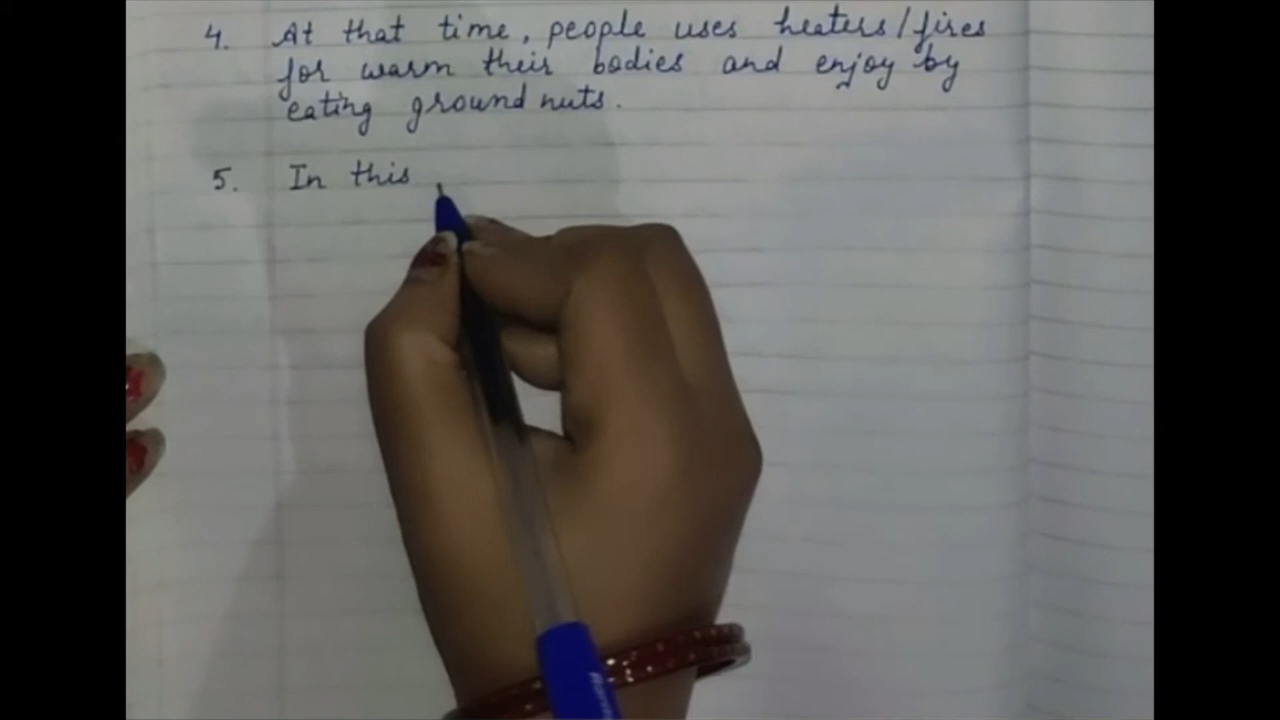 4. At that time, people uses heaters/fires
for warm their bodies and enjoy by
eating ground nuts.
5. In this